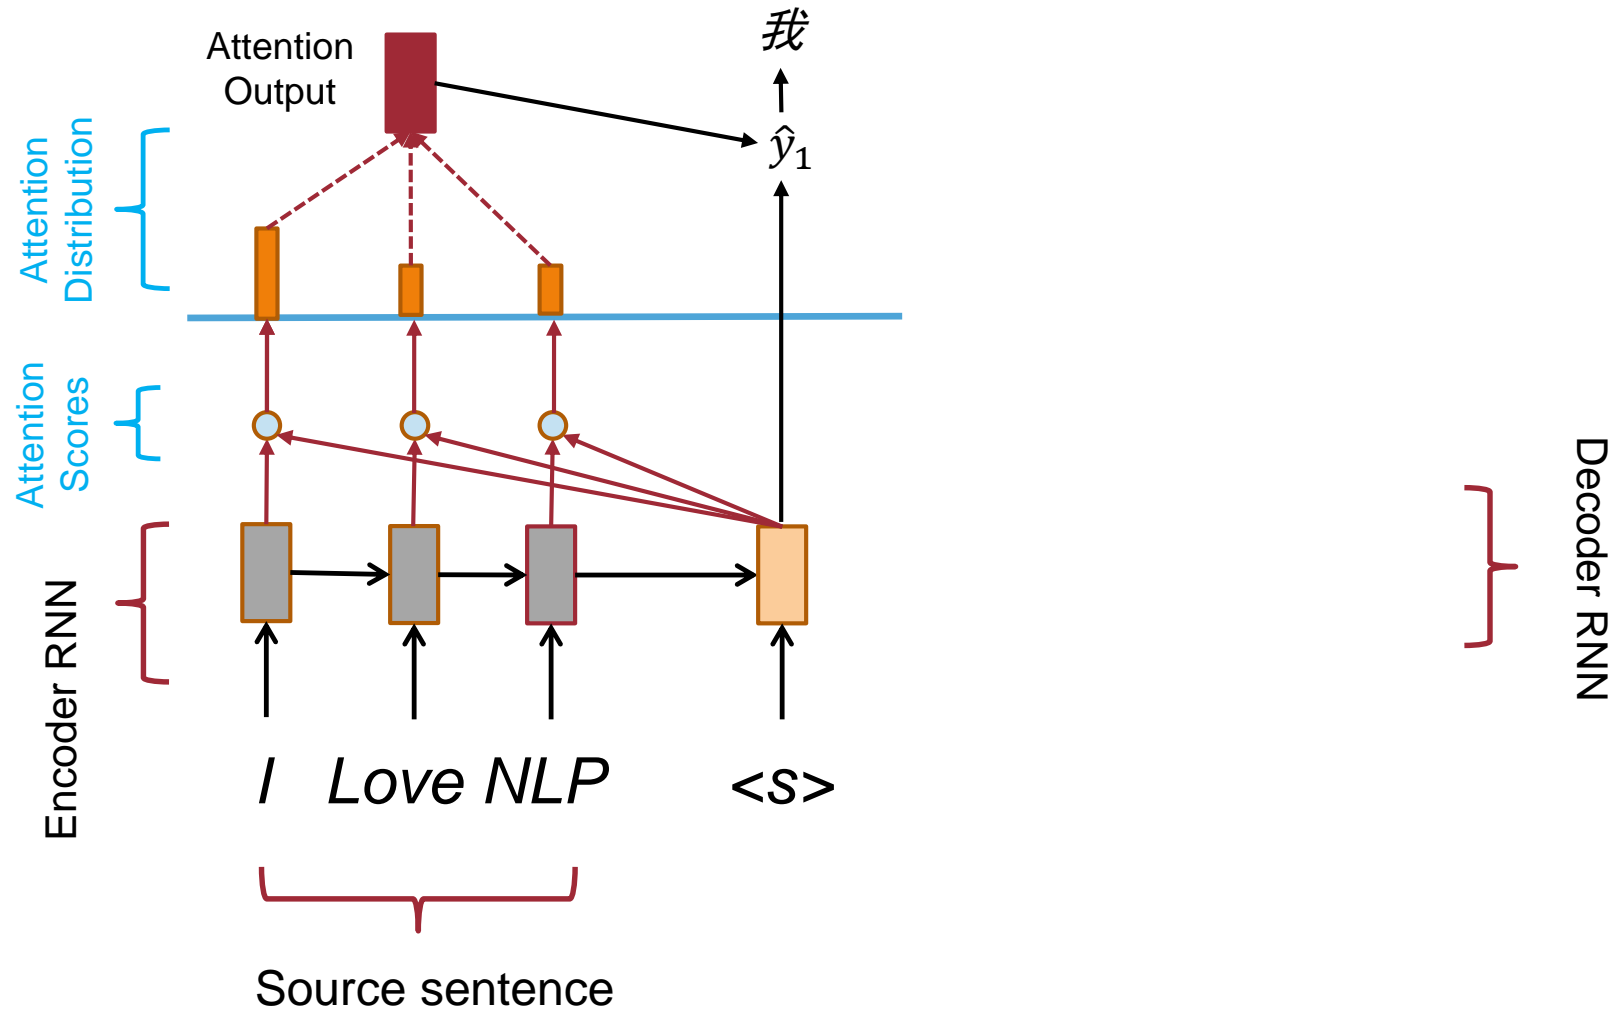 Attention
Output
我
ŷ₁
Attention
Distribution
Attention
Scores
Encoder RNN
Decoder RNN
I Love NLP <s>
Source sentence